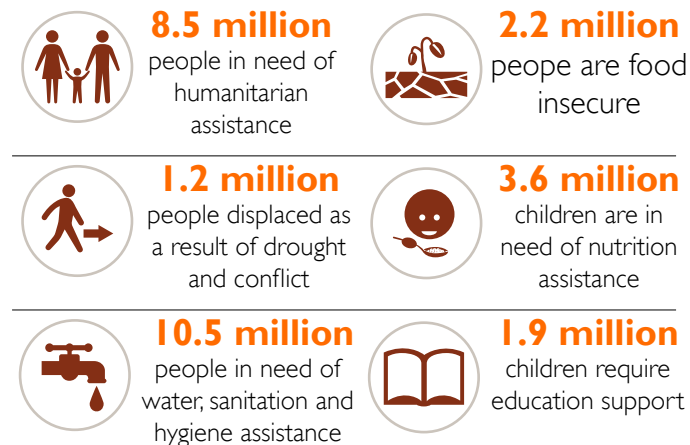 8.5 million
people in need of
humanitarian
assistance
2.2 million
peope are food
insecure
1.2 million
people displaced as
a result of drought
and conflict
3.6 million
children are in
need of nutrition
assistance
10.5 million
people in need of
water, sanitation and
hygiene assistance
1.9 million
children require
education support